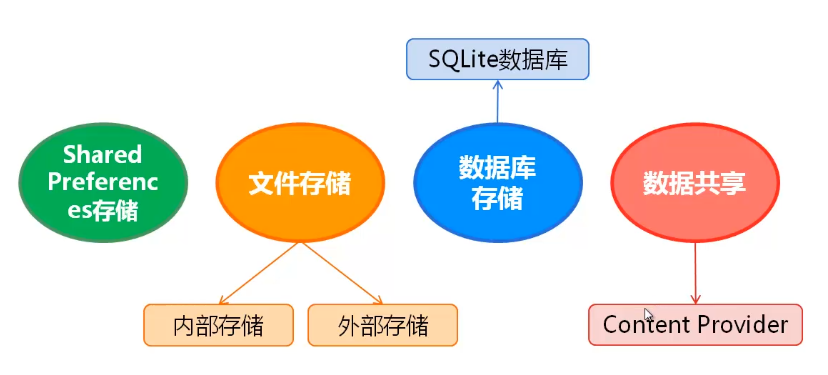 SQLite数据库
Shared
Preferenc
es存储
文件存储
数据库
存储
数据共享
内部存储
外部存储
Content Provider